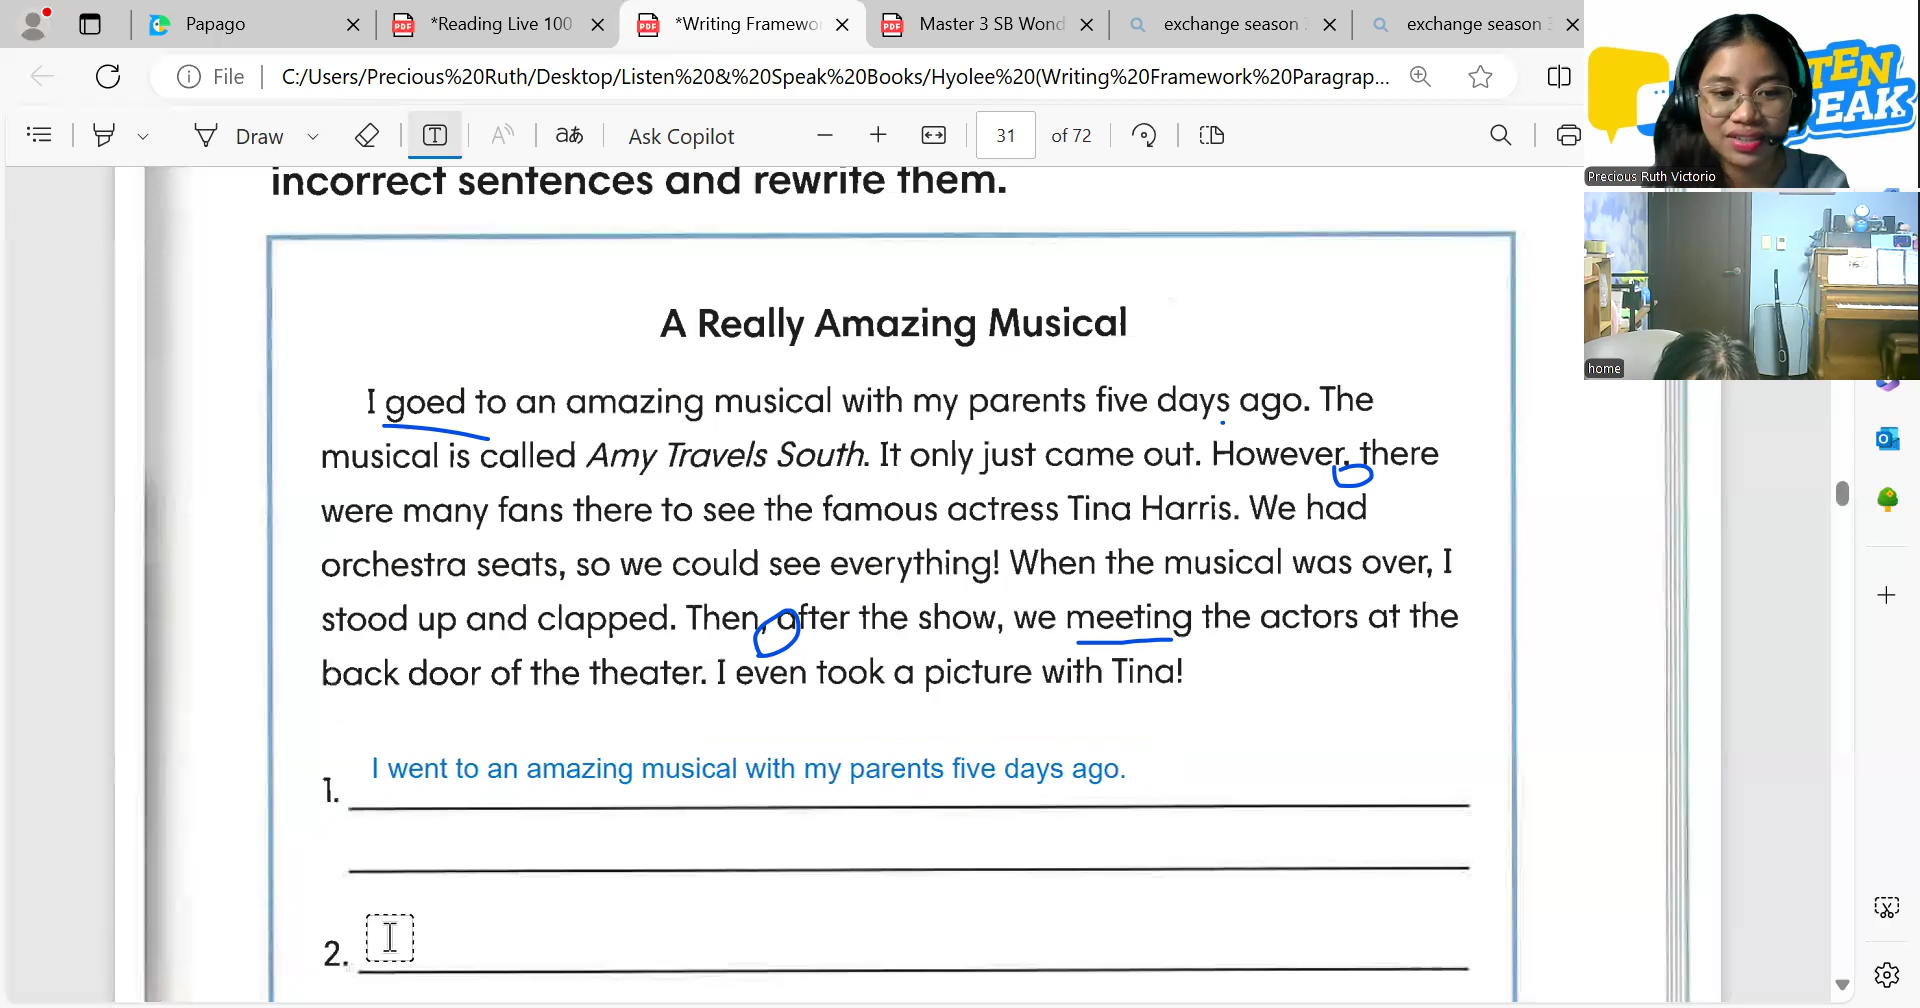 Papago
*Reading Live 100
*Writing Framewo
Master 3 SB Wond
exchange season
exchange season
File
C:/Users/Precious%20Ruth/Desktop/Listen%20&%20Speak%20Books/Hyolee%20(Writing%20Framework%20Paragrap...
Draw
Ask Copilot
31
of 72
TEN
PEAK
Precious Ruth Victorio
home
incorrect sentences and rewrite them.
A Really Amazing Musical
I goed to an amazing musical with my parents five days ago. The
musical is called Amy Travels South. It only just came out. However, there
were many fans there to see the famous actress Tina Harris. We had
orchestra seats, so we could see everything! When the musical was over, I
stood up and clapped. Then, after the show, we meeting the actors at the
back door of the theater. I even took a picture with Tina!
1. I went to an amazing musical with my parents five days ago.
2.